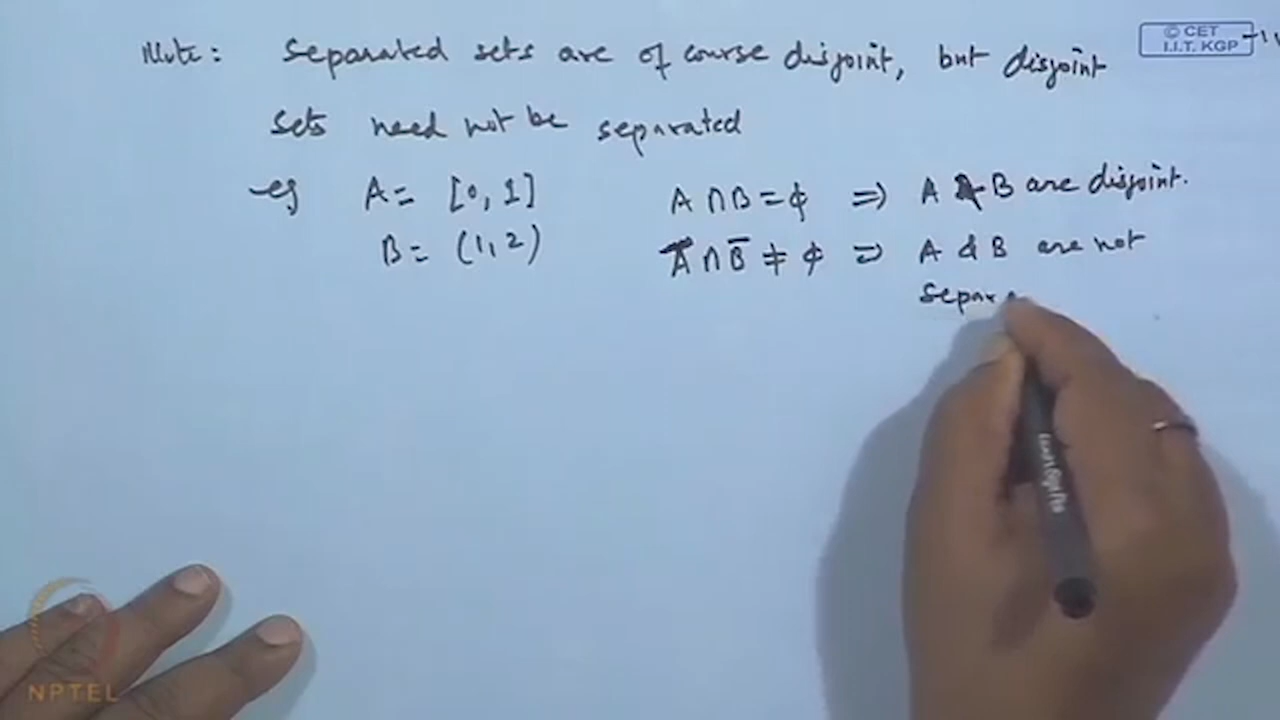 Note: Separated sets are of course disjoint, but disjoint
© CET
I.I.T. KGP
sets need not be separated
eg A = [0, 1] A ∩ B = ϕ ⇒ A & B are disjoint.
B = (1, 2) A ∩ B̅ ≠ ϕ ⇒ A & B are not
Separ
NPTEL